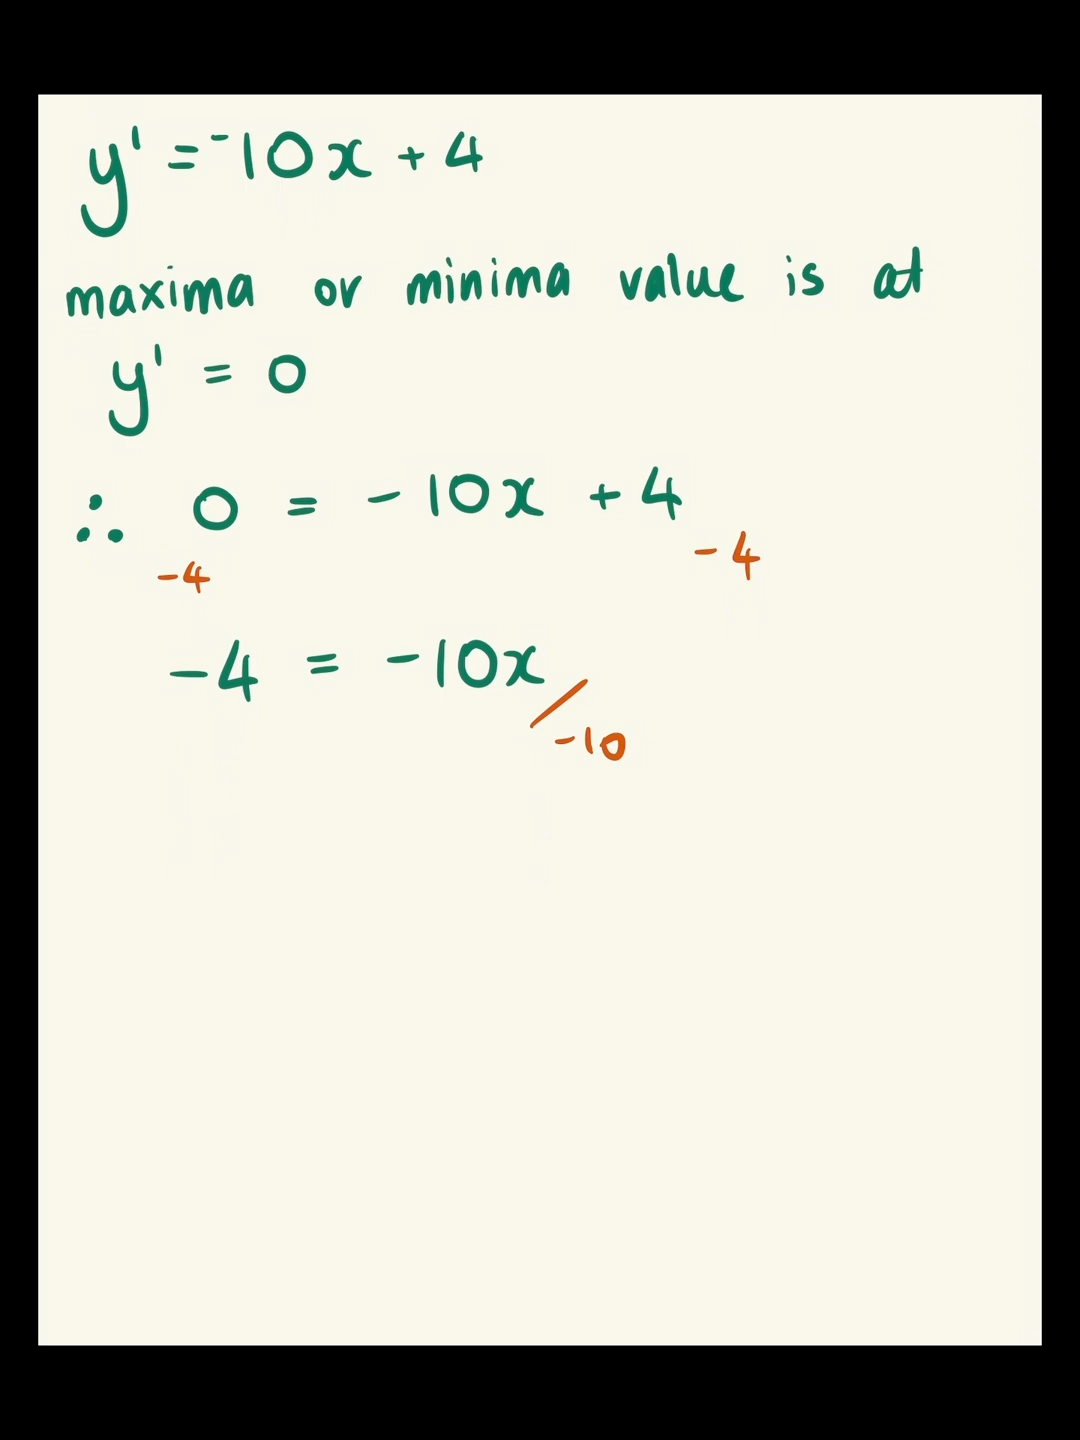 y' = -10x + 4
maxima or minima value is at
y' = 0
∴ 0 = -10x + 4
-4 -4
-4 = -10x
/-10